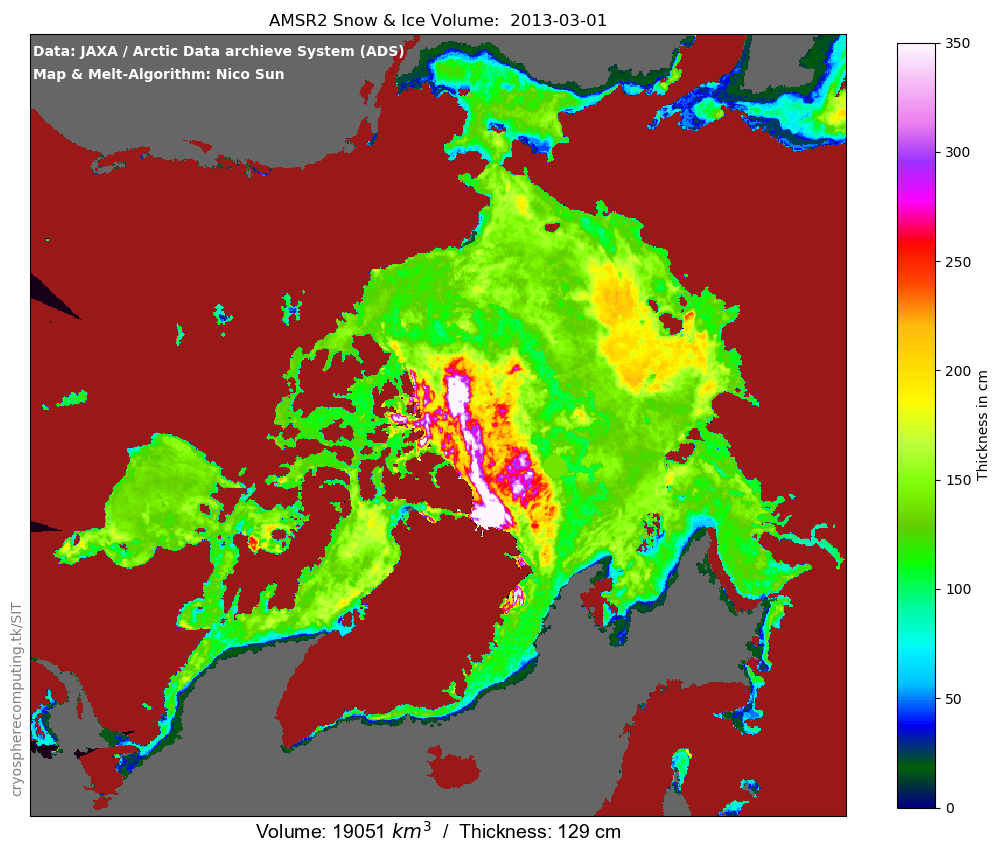 AMSR2 Snow & Ice Volume: 2013-03-01
Data: JAXA / Arctic Data archieve System (ADS)
Map & Melt-Algorithm: Nico Sun
350
300
250
200
150
100
50
0
Thickness in cm
cryospherecomputing.tk/SIT
Volume: 19051 km³ / Thickness: 129 cm